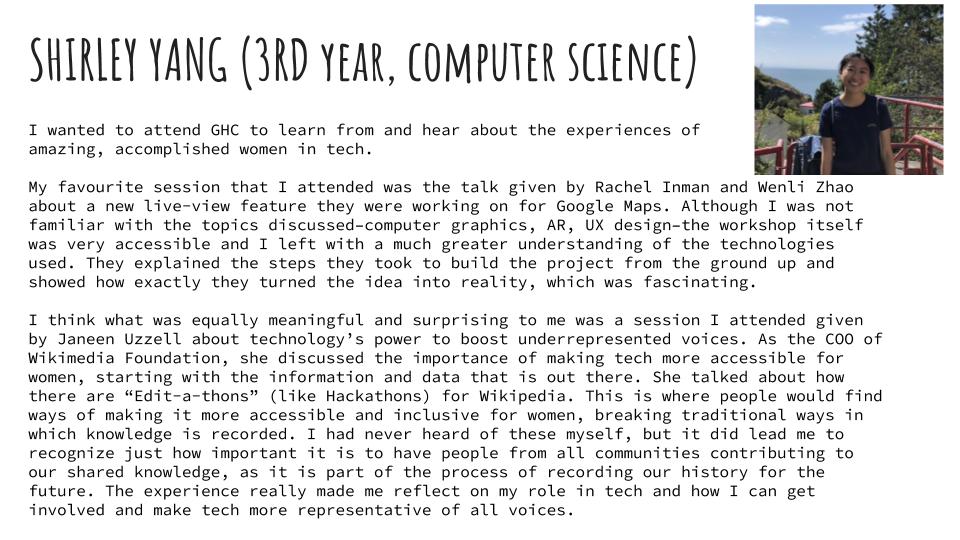 SHIRLEY YANG (3RD YEAR, COMPUTER SCIENCE)
I wanted to attend GHC to learn from and hear about the experiences of
amazing, accomplished women in tech.
My favourite session that I attended was the talk given by Rachel Inman and Wenli Zhao
about a new live-view feature they were working on for Google Maps. Although I was not
familiar with the topics discussed–computer graphics, AR, UX design–the workshop itself
was very accessible and I left with a much greater understanding of the technologies
used. They explained the steps they took to build the project from the ground up and
showed how exactly they turned the idea into reality, which was fascinating.
I think what was equally meaningful and surprising to me was a session I attended given
by Janeen Uzzell about technology’s power to boost underrepresented voices. As the COO of
Wikimedia Foundation, she discussed the importance of making tech more accessible for
women, starting with the information and data that is out there. She talked about how
there are “Edit-a-thons” (like Hackathons) for Wikipedia. This is where people would find
ways of making it more accessible and inclusive for women, breaking traditional ways in
which knowledge is recorded. I had never heard of these myself, but it did lead me to
recognize just how important it is to have people from all communities contributing to
our shared knowledge, as it is part of the process of recording our history for the
future. The experience really made me reflect on my role in tech and how I can get
involved and make tech more representative of all voices.